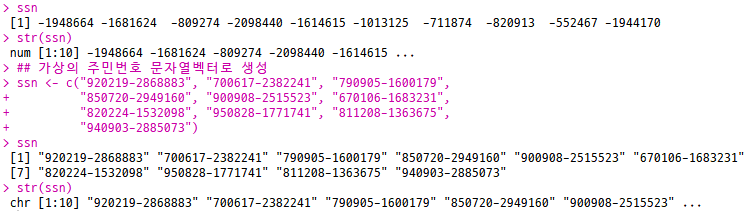 > ssn
[1] -1948664 -1681624 -809274 -2098440 -1614615 -1013125 -711874 -820913 -552467 -1944170
> str(ssn)
num [1:10] -1948664 -1681624 -809274 -2098440 -1614615 ...
> ## 가상의 주민번호 문자열벡터로 생성
> ssn <- c("920219-2868883", "700617-2382241", "790905-1600179",
+ "850720-2949160", "900908-2515523", "670106-1683231",
+ "820224-1532098", "950828-1771741", "811208-1363675",
+ "940903-2885073")
> ssn
[1] "920219-2868883" "700617-2382241" "790905-1600179" "850720-2949160" "900908-2515523" "670106-1683231"
[7] "820224-1532098" "950828-1771741" "811208-1363675" "940903-2885073"
> str(ssn)
chr [1:10] "920219-2868883" "700617-2382241" "790905-1600179" "850720-2949160" "900908-2515523" ...